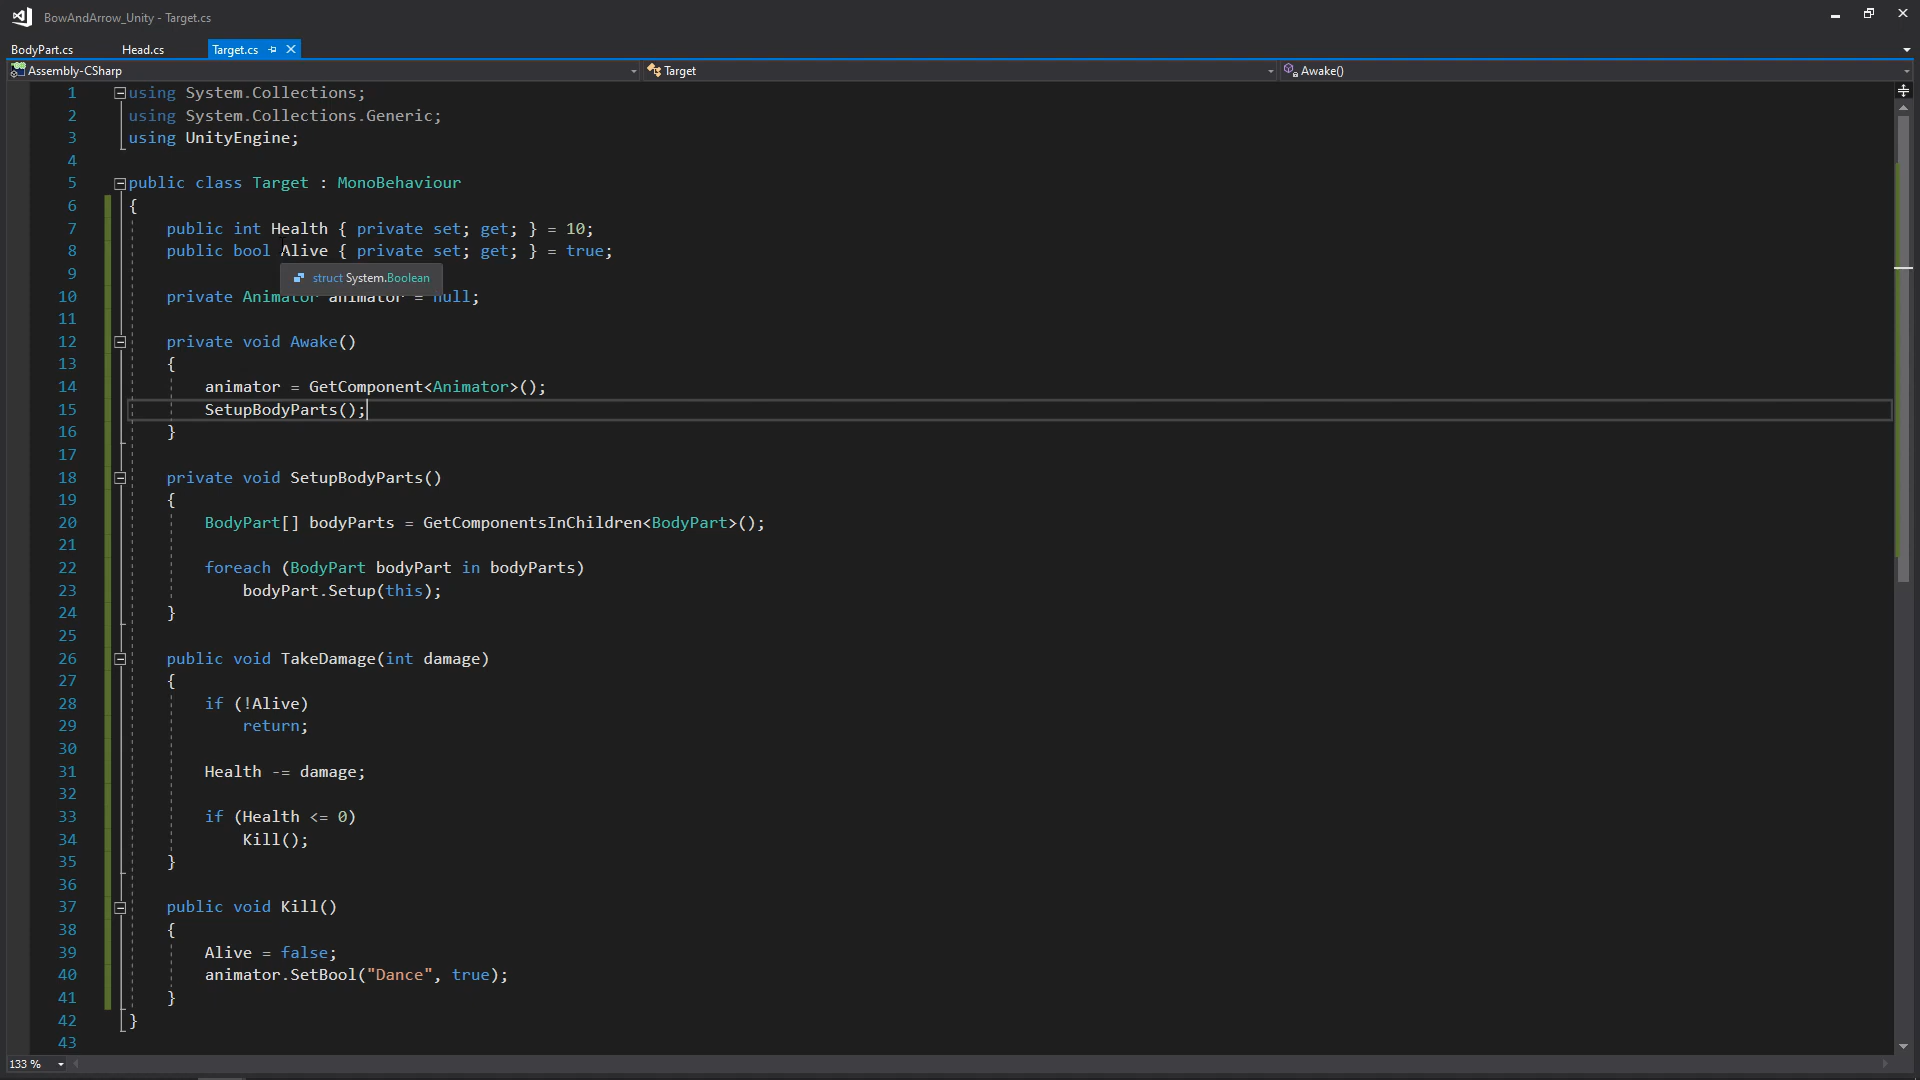 BowAndArrow_Unity - Target.cs
BodyPart.cs Head.cs Target.cs
Assembly-CSharp Target Awake()
1 using System.Collections;
2 using System.Collections.Generic;
3 using UnityEngine;
4
5 public class Target : MonoBehaviour
6 {
7 public int Health { private set; get; } = 10;
8 public bool Alive { private set; get; } = true;
9
struct System.Boolean
10 private Animator animator = null;
11
12 private void Awake()
13 {
14 animator = GetComponent<Animator>();
15 SetupBodyParts();
16 }
17
18 private void SetupBodyParts()
19 {
20 BodyPart[] bodyParts = GetComponentsInChildren<BodyPart>();
21
22 foreach (BodyPart bodyPart in bodyParts)
23 bodyPart.Setup(this);
24 }
25
26 public void TakeDamage(int damage)
27 {
28 if (!Alive)
29 return;
30
31 Health -= damage;
32
33 if (Health <= 0)
34 Kill();
35 }
36
37 public void Kill()
38 {
39 Alive = false;
40 animator.SetBool("Dance", true);
41 }
42 }
43
133 %